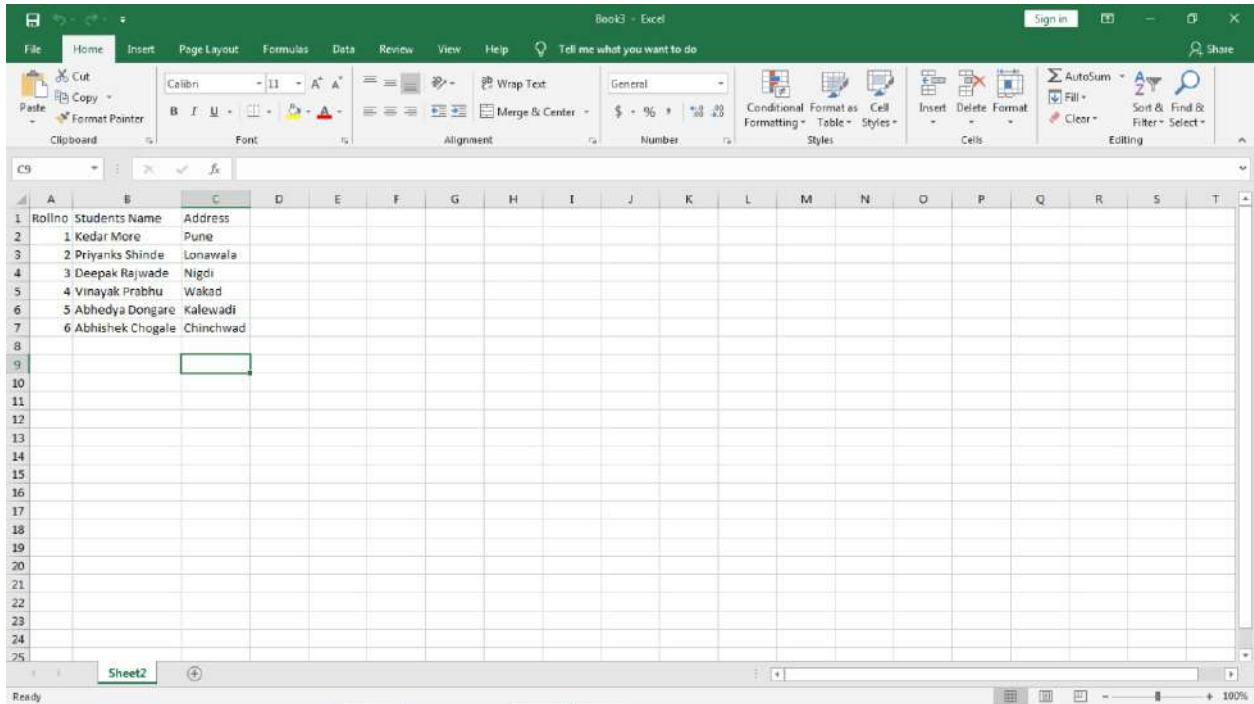 Book3 - Excel
Sign in
File Home Insert Page Layout Formulas Data Review View Help Tell me what you want to do Share
Paste Cut Copy Format Painter Clipboard
Calibri 11 B I U Font
Wrap Text Merge & Center Alignment
General $ % , Number
Conditional Formatting Format as Table Cell Styles Styles
Insert Delete Format Cells
AutoSum Fill Clear Sort & Filter Find & Select Editing
C9 fx
A B C D E F G H I J K L M N O P Q R S T
1 Rollno Students Name Address
2 1 Kedar More Pune
3 2 Priyanks Shinde Lonawala
4 3 Deepak Rajwade Nigdi
5 4 Vinayak Prabhu Wakad
6 5 Abhedya Dongare Kalewadi
7 6 Abhishek Chogale Chinchwad
8
9
10
11
12
13
14
15
16
17
18
19
20
21
22
23
24
25
Sheet2
Ready 100%